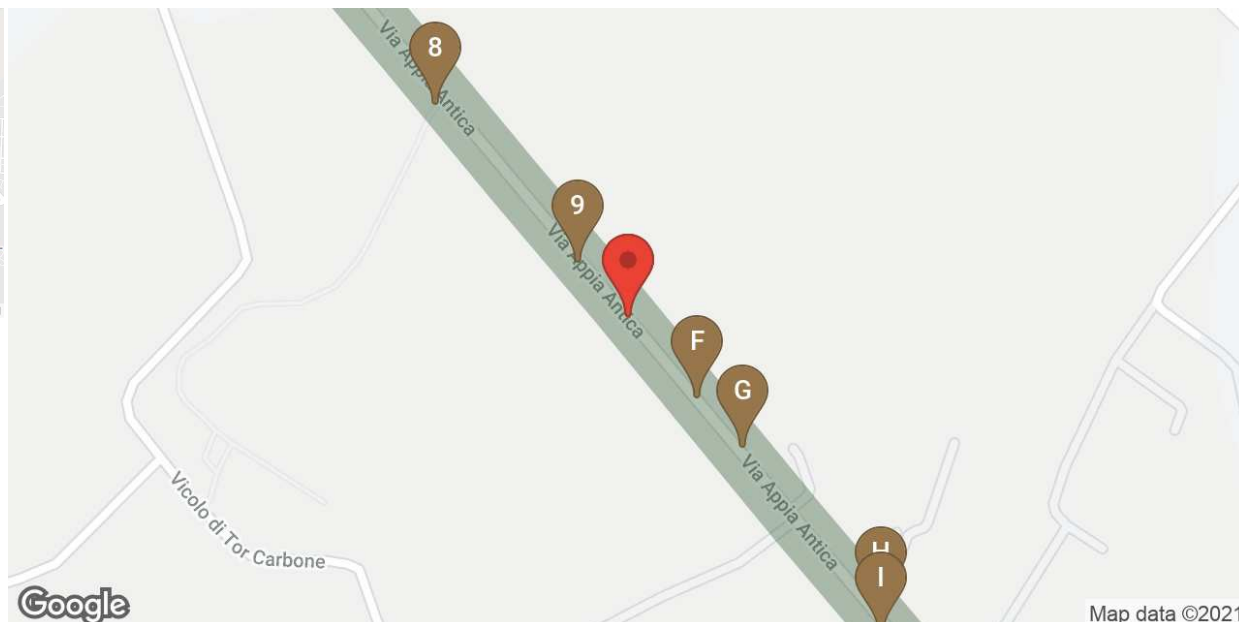 8
Via Appia Antica
9
Via Appia Antica
F
G
Via Appia Antica
Vicolo di Tor Carbone
H
I
Google
Map data ©2021